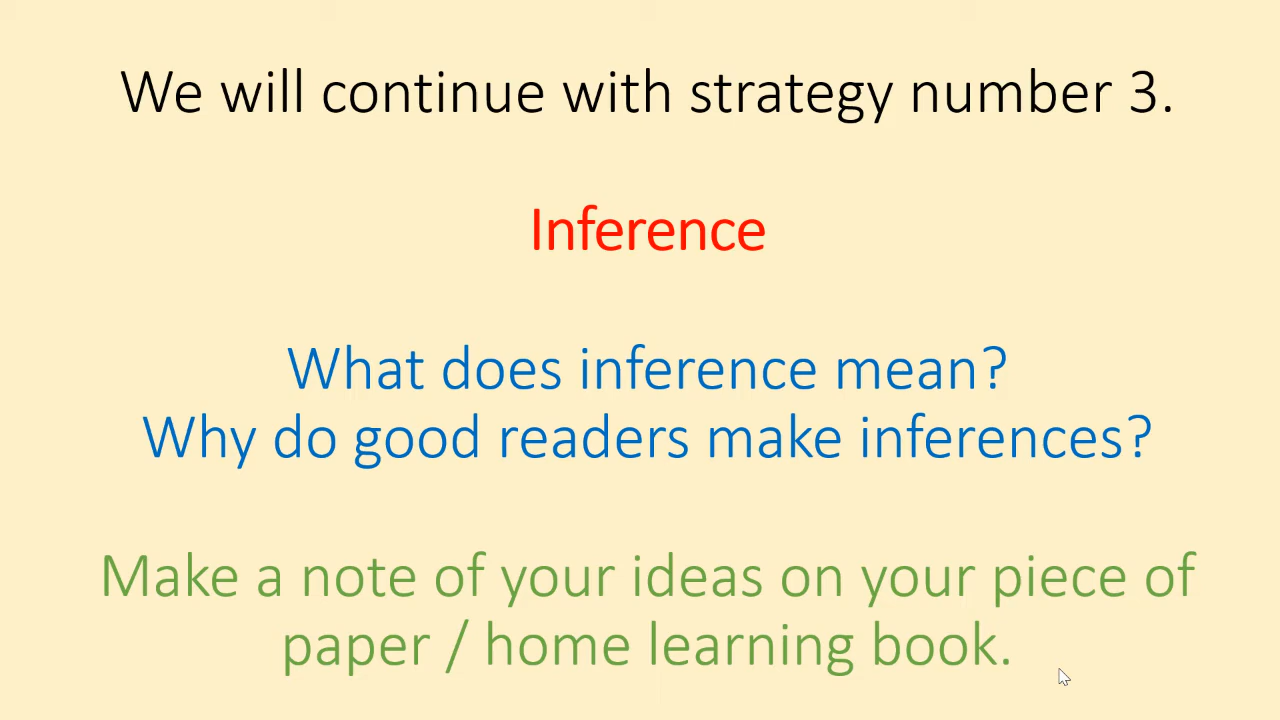 We will continue with strategy number 3.
Inference
What does inference mean?
Why do good readers make inferences?
Make a note of your ideas on your piece of
paper / home learning book.